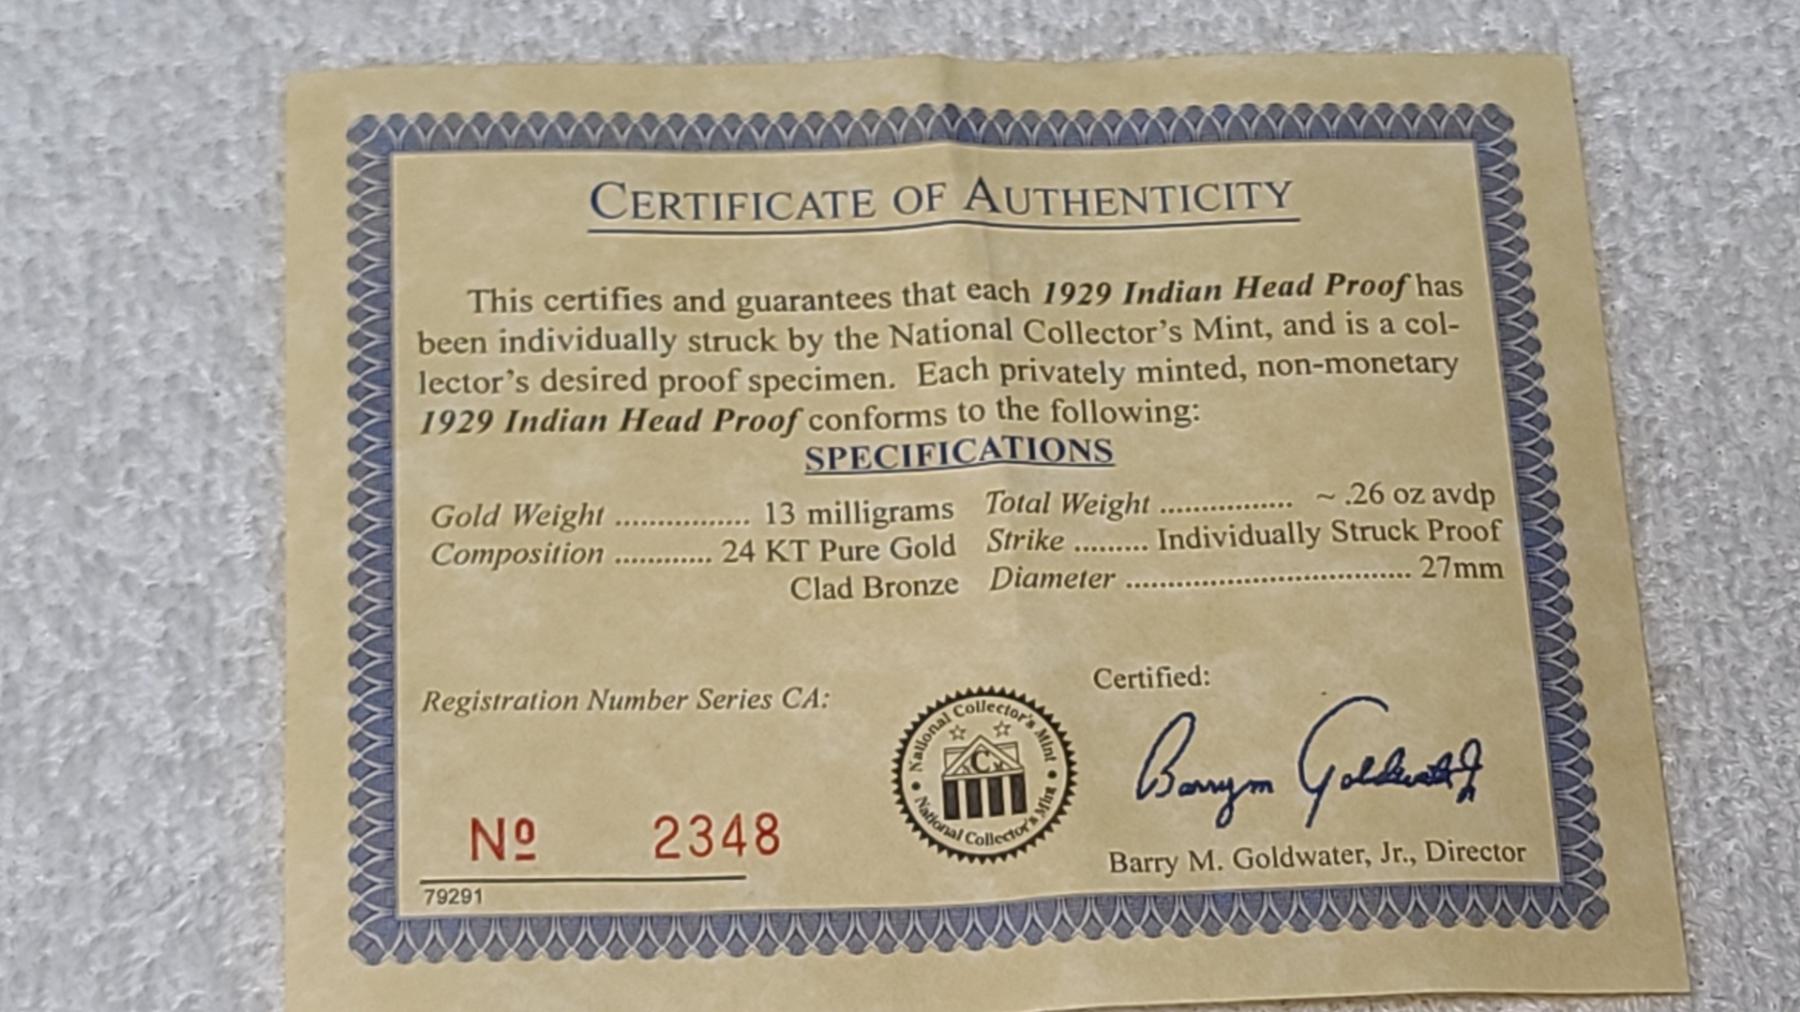 CERTIFICATE OF AUTHENTICITY
This certifies and guarantees that each 1929 Indian Head Proof has
been individually struck by the National Collector's Mint, and is a col-
lector's desired proof specimen. Each privately minted, non-monetary
1929 Indian Head Proof conforms to the following:
SPECIFICATIONS
Gold Weight ................ 13 milligrams
Composition ............ 24 KT Pure Gold
Clad Bronze
Total Weight ................ ~ .26 oz avdp
Strike ......... Individually Struck Proof
Diameter .................................. 27mm
Registration Number Series CA:
Nº 2348
79291
National Collector's Mint
C
National Collector's Mint
Certified:
Barry M Goldwater Jr
Barry M. Goldwater, Jr., Director